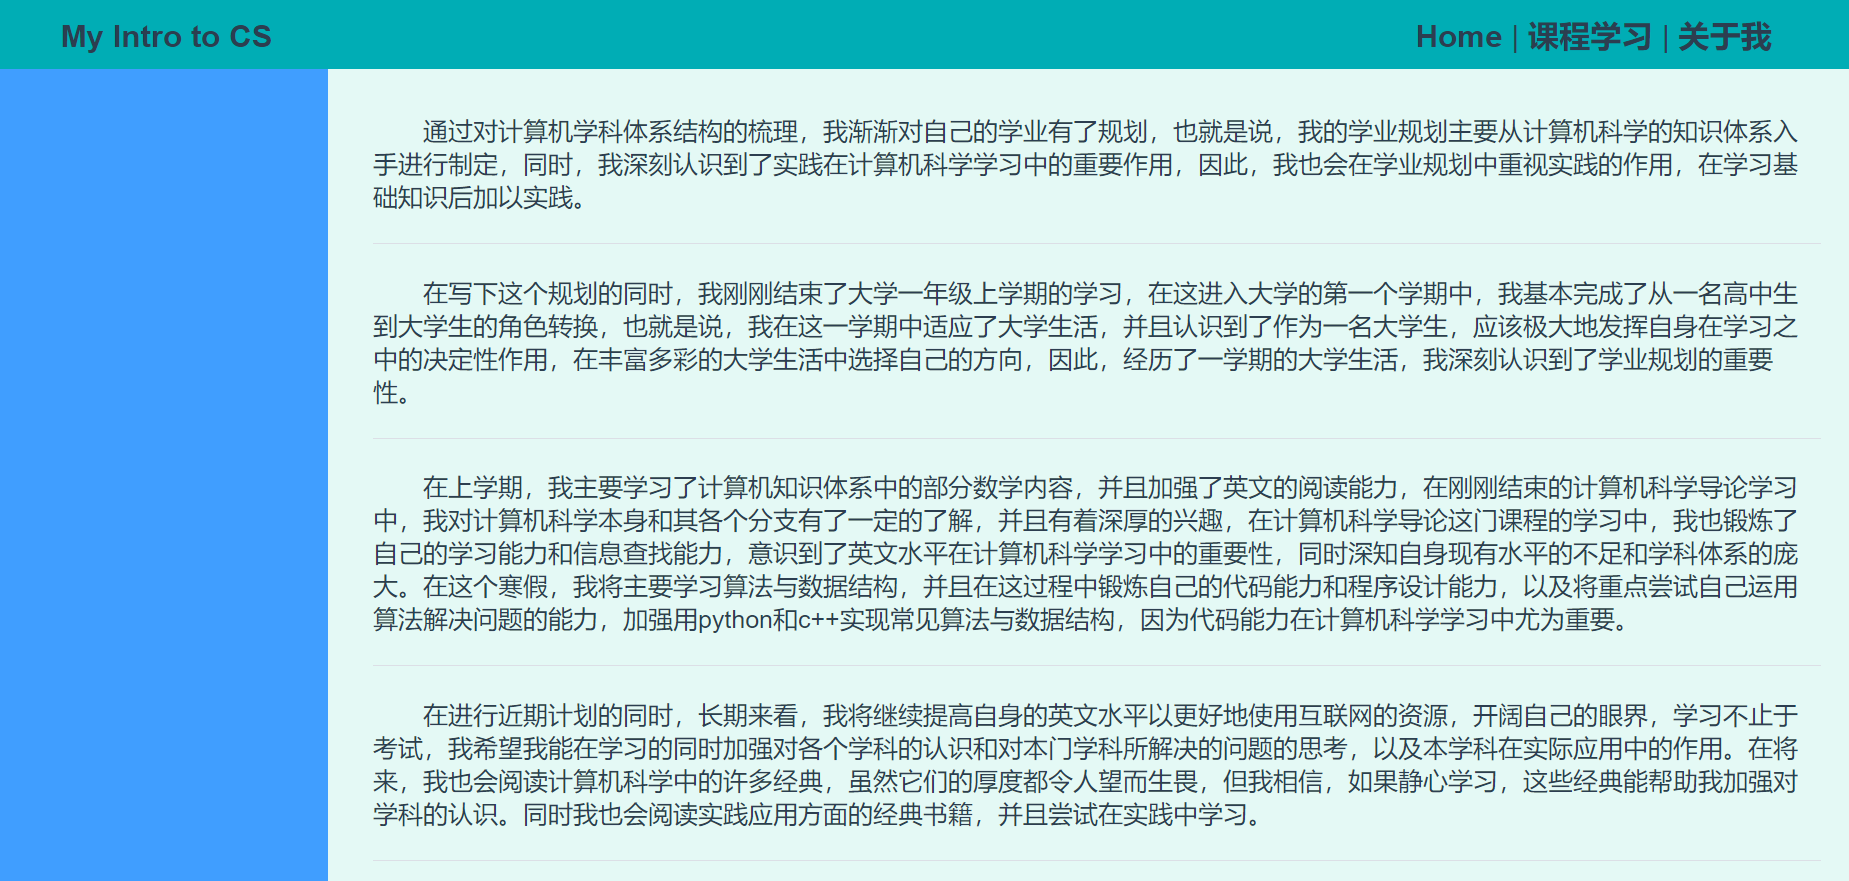 My Intro to CS
Home | 课程学习 | 关于我
通过对计算机学科体系结构的梳理，我渐渐对自己的学业有了规划，也就是说，我的学业规划主要从计算机科学的知识体系入
手进行制定，同时，我深刻认识到了实践在计算机科学学习中的重要作用，因此，我也会在学业规划中重视实践的作用，在学习基
础知识后加以实践。
在写下这个规划的同时，我刚刚结束了大学一年级上学期的学习，在这进入大学的第一个学期中，我基本完成了从一名高中生
到大学生的角色转换，也就是说，我在这一学期中适应了大学生活，并且认识到了作为一名大学生，应该极大地发挥自身在学习之
中的决定性作用，在丰富多彩的大学生活中选择自己的方向，因此，经历了一学期的大学生活，我深刻认识到了学业规划的重要
性。
在上学期，我主要学习了计算机知识体系中的部分数学内容，并且加强了英文的阅读能力，在刚刚结束的计算机科学导论学习
中，我对计算机科学本身和其各个分支有了一定的了解，并且有着深厚的兴趣，在计算机科学导论这门课程的学习中，我也锻炼了
自己的学习能力和信息查找能力，意识到了英文水平在计算机科学学习中的重要性，同时深知自身现有水平的不足和学科体系的庞
大。在这个寒假，我将主要学习算法与数据结构，并且在这过程中锻炼自己的代码能力和程序设计能力，以及将重点尝试自己运用
算法解决问题的能力，加强用python和c++实现常见算法与数据结构，因为代码能力在计算机科学学习中尤为重要。
在进行近期计划的同时，长期来看，我将继续提高自身的英文水平以更好地使用互联网的资源，开阔自己的眼界，学习不止于
考试，我希望我能在学习的同时加强对各个学科的认识和对本门学科所解决的问题的思考，以及本学科在实际应用中的作用。在将
来，我也会阅读计算机科学中的许多经典，虽然它们的厚度都令人望而生畏，但我相信，如果静心学习，这些经典能帮助我加强对
学科的认识。同时我也会阅读实践应用方面的经典书籍，并且尝试在实践中学习。